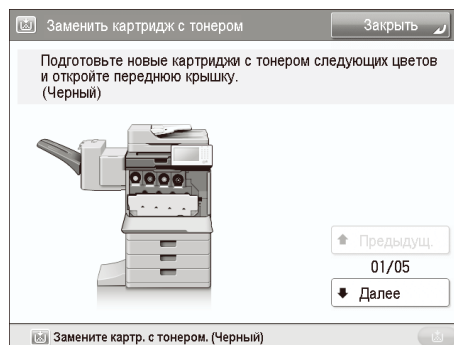 Заменить картридж с тонером
Закрыть
Подготовьте новые картриджи с тонером следующих цветов
и откройте переднюю крышку.
(Черный)
Предыдущ.
01/05
Далее
Замените картр. с тонером. (Черный)